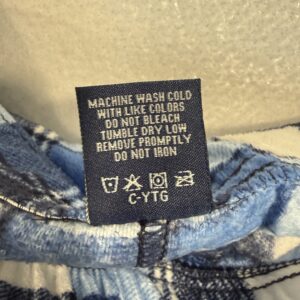 MACHINE WASH COLD
WITH LIKE COLORS
DO NOT BLEACH
TUMBLE DRY LOW
REMOVE PROMPTLY
DO NOT IRON
C-YTG